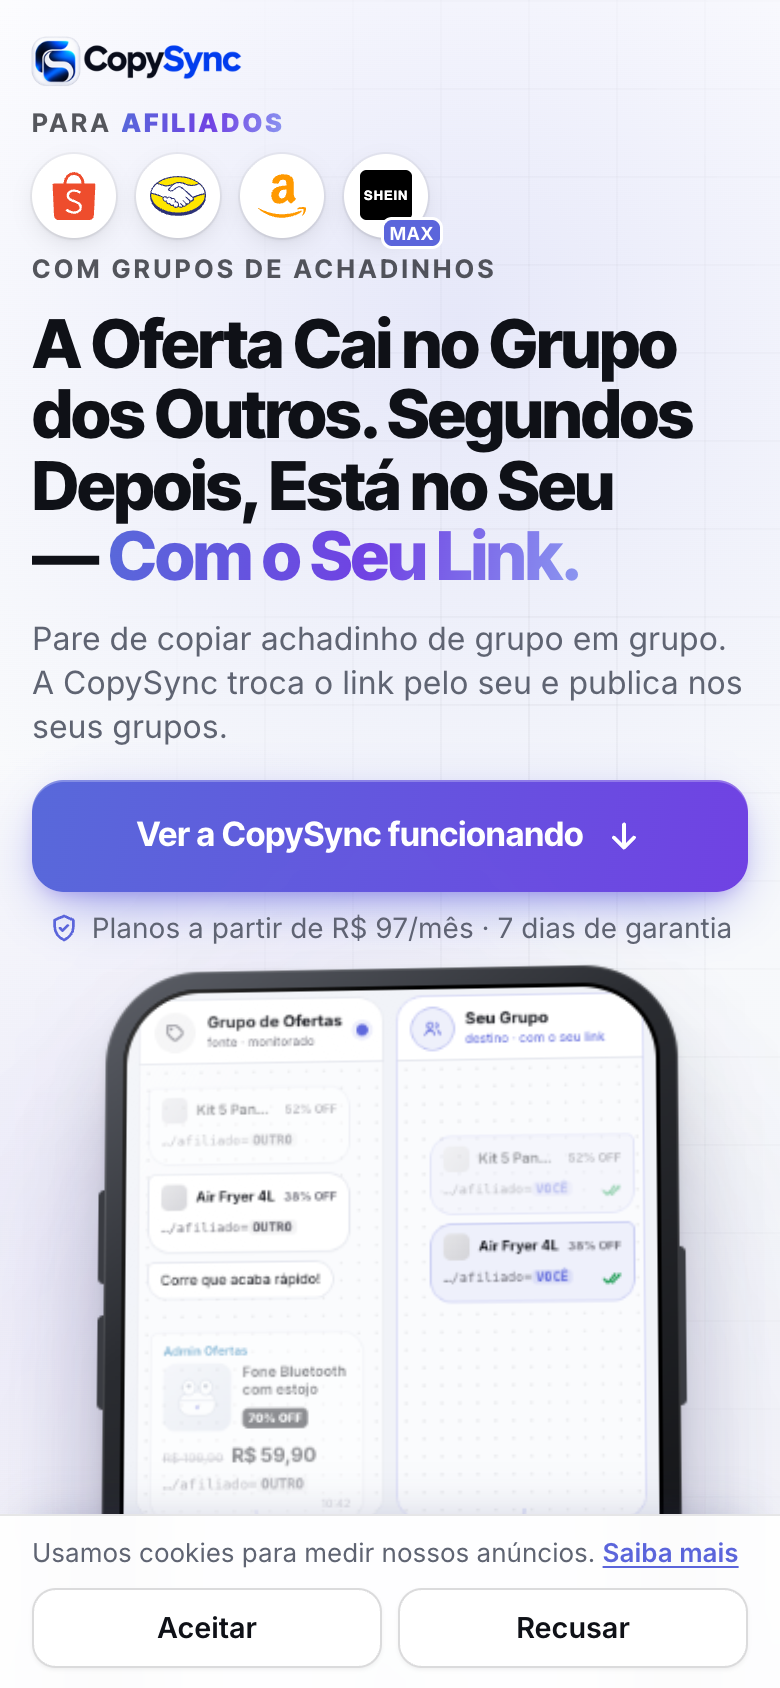 CopySync
PARA AFILIADOS
SHEIN
MAX
COM GRUPOS DE ACHADINHOS
A Oferta Cai no Grupo
dos Outros. Segundos
Depois, Está no Seu
— Com o Seu Link.
Pare de copiar achadinho de grupo em grupo.
A CopySync troca o link pelo seu e publica nos
seus grupos.
Ver a CopySync funcionando ↓
Planos a partir de R$ 97/mês · 7 dias de garantia
Grupo de Ofertas
fonte · monitorado
Kit 5 Pan... 52% OFF
…/afiliado=OUTRO
Air Fryer 4L 38% OFF
…/afiliado=OUTRO
Corre que acaba rápido!
Admin Ofertas
Fone Bluetooth
com estojo
70% OFF
R$ 199,90 R$ 59,90
…/afiliado=OUTRO
10:42
Seu Grupo
destino · com o seu link
Kit 5 Pan... 52% OFF
…/afiliado=VOCÊ
Air Fryer 4L 38% OFF
…/afiliado=VOCÊ
Usamos cookies para medir nossos anúncios. Saiba mais
Aceitar
Recusar